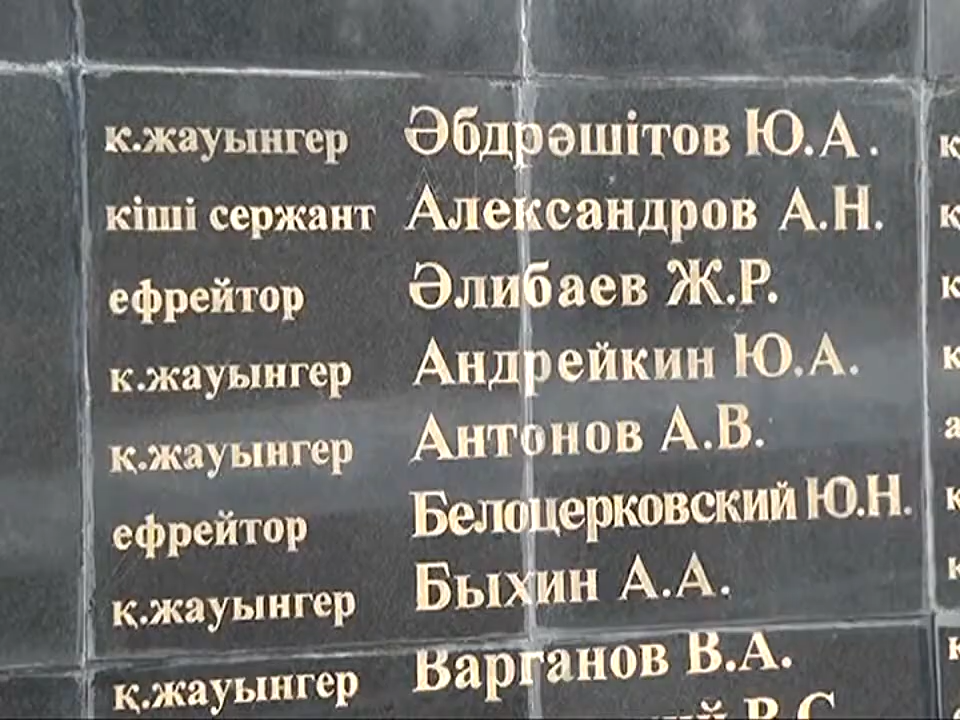 қ.жауынгер Әбдрәшітов Ю.А.
кіші сержант Александров А.Н.
ефрейтор Әлибаев Ж.Р.
қ.жауынгер Андрейкин Ю.А.
қ.жауынгер Антонов А.В.
ефрейтор Белоцерковский Ю.Н.
қ.жауынгер Быхин А.А.
қ.жауынгер Варганов В.А.
В.С